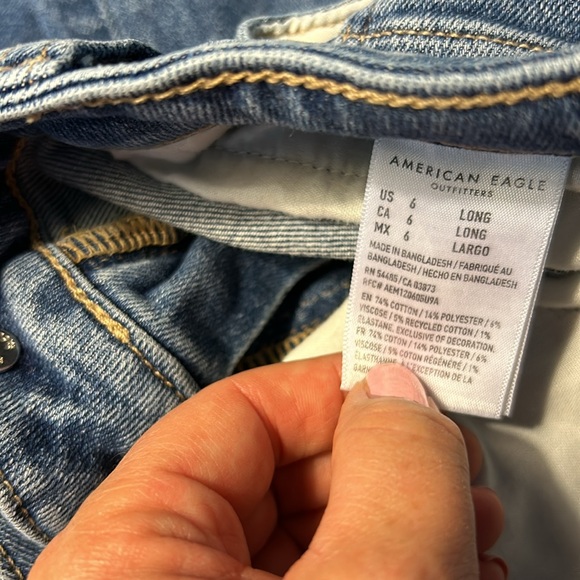 AMERICAN EAGLE
OUTFITTERS
US 6 LONG
CA 6 LONG
MX 6 LARGO
MADE IN BANGLADESH / FABRIQUÉ AU
BANGLADESH / HECHO EN BANGLADESH
RN 54485 / CA 03873
RFC# AEM120605U9A
EN 74% COTTON / 14% POLYESTER / 6%
VISCOSE / 5% RECYCLED COTTON / 1%
ELASTANE. EXCLUSIVE OF DECORATION.
FR 74% COTON / 14% POLYESTER / 6%
VISCOSE / 5% COTON RÉGÉNÉRÉ / 1%
ÉLASTHANNE. À L'EXCEPTION DE LA